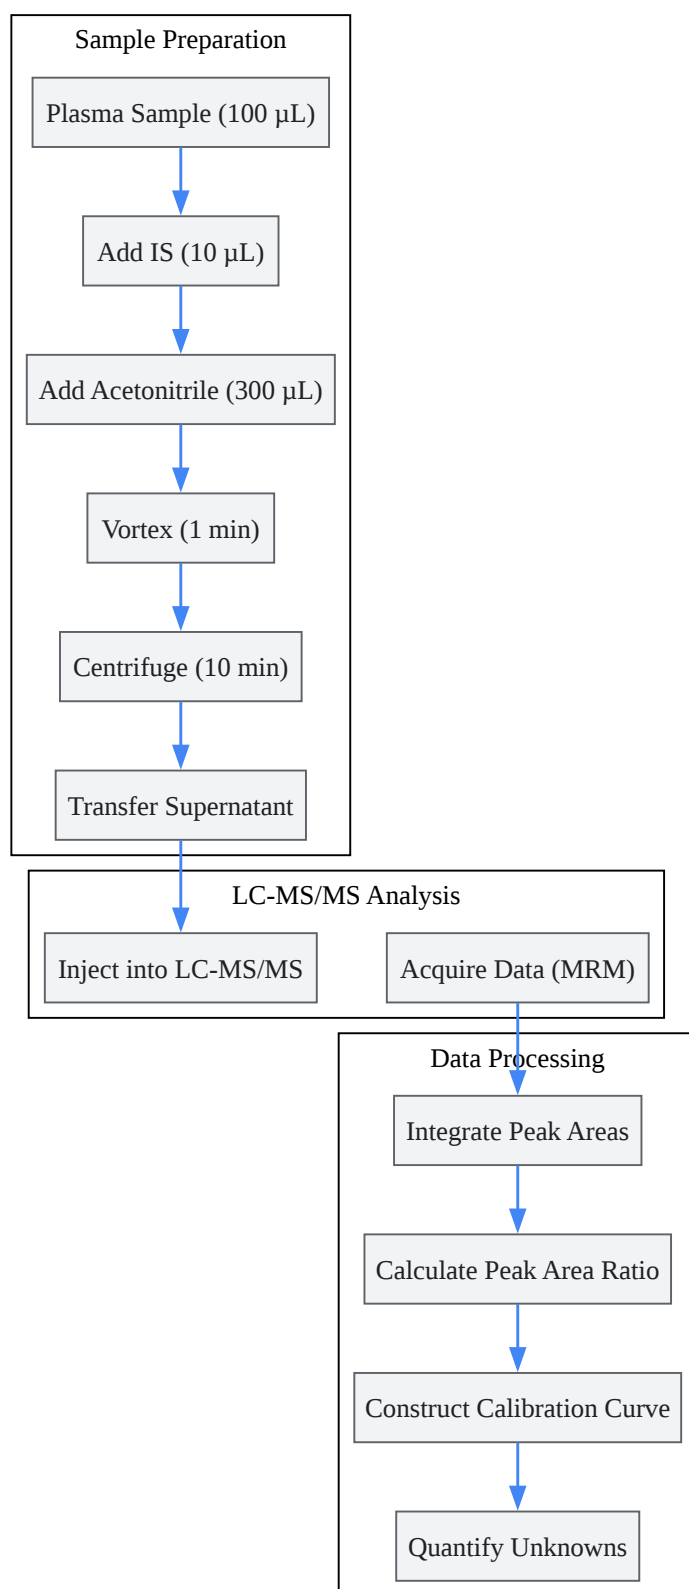 Sample Preparation
Plasma Sample (100 µL)
Add IS (10 µL)
Add Acetonitrile (300 µL)
Vortex (1 min)
Centrifuge (10 min)
Transfer Supernatant
LC-MS/MS Analysis
Inject into LC-MS/MS
Acquire Data (MRM)
Data Processing
Integrate Peak Areas
Calculate Peak Area Ratio
Construct Calibration Curve
Quantify Unknowns